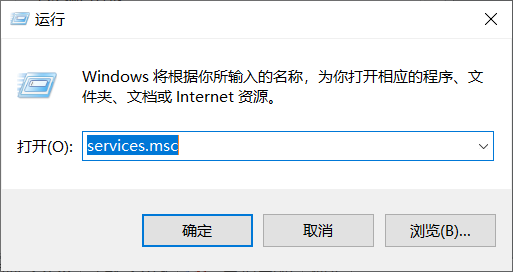 运行
Windows 将根据你所输入的名称，为你打开相应的程序、文
件夹、文档或 Internet 资源。
打开(O): services.msc
确定 取消 浏览(B)...